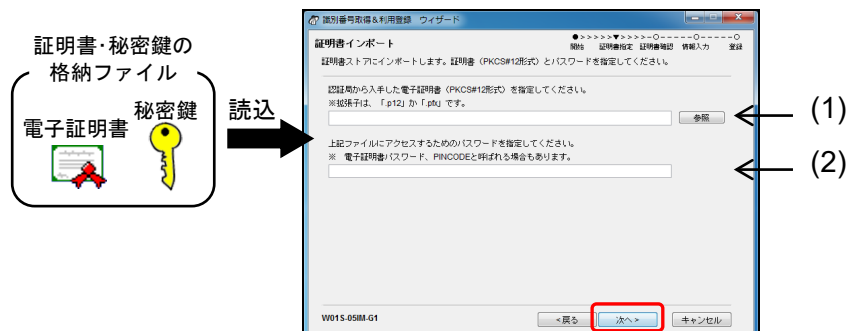 証明書・秘密鍵の
格納ファイル
電子証明書
秘密鍵
読込
識別番号取得＆利用登録 ウィザード
証明書インポート
●>>>>>▼>>>>--○-----○-----○
開始 証明書指定 証明書確認 情報入力 登録
証明書ストアにインポートします。証明書（PKCS#12形式）とパスワードを指定してください。
認証局から入手した電子証明書（PKCS#12形式）を指定してください。
※拡張子は、「.p12」か「.pfx」です。
参照
(1)
上記ファイルにアクセスするためのパスワードを指定してください。
※ 電子証明書パスワード、PINCODEと呼ばれる場合もあります。
(2)
W01S-05IM-G1
<戻る
次へ>
キャンセル